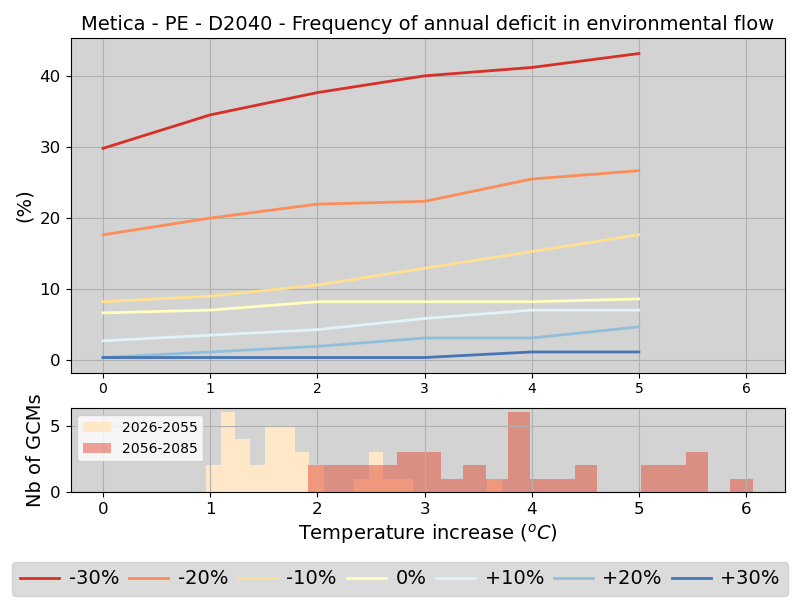 Metica - PE - D2040 - Frequency of annual deficit in environmental flow
(%)
40
30
20
10
0
0 1 2 3 4 5 6
Nb of GCMs
5
0
2026-2055
2056-2085
0 1 2 3 4 5 6
Temperature increase (°C)
-30% -20% -10% 0% +10% +20% +30%